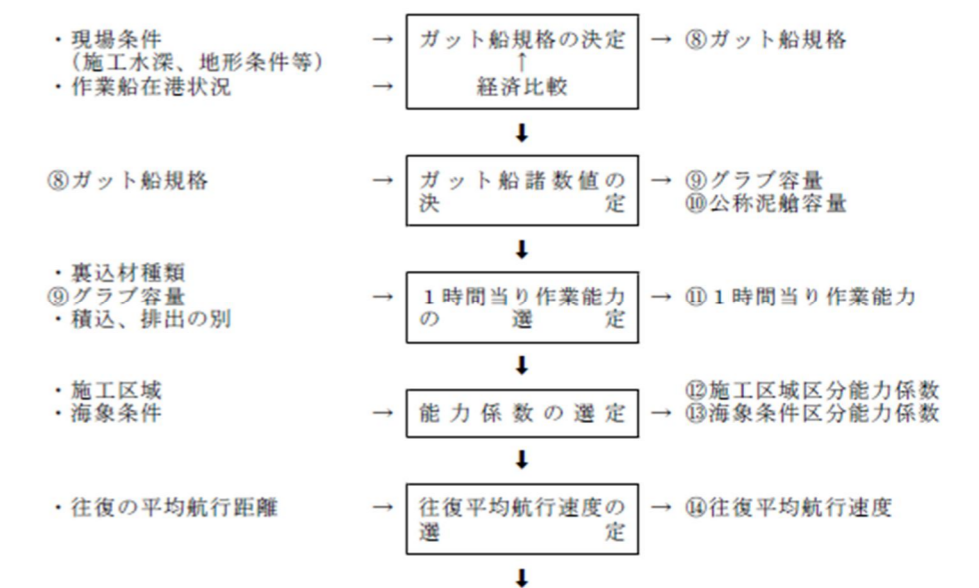 ・現場条件 → ガット船規格の決定 → ⑧ガット船規格
(施工水深、地形条件等) ↑
・作業船在港状況 → 経済比較
⬇
⑧ガット船規格 → ガット船諸数値の → ⑨グラブ容量
決定 ⑩公称泥艙容量
⬇
・裏込材種類
⑨グラブ容量 → 1時間当り作業能力 → ⑪1時間当り作業能力
・積込、排出の別 の選定
⬇
・施工区域 ⑫施工区域区分能力係数
・海象条件 → 能力係数の選定 → ⑬海象条件区分能力係数
⬇
・往復の平均航行距離 → 往復平均航行速度の → ⑭往復平均航行速度
選定
⬇